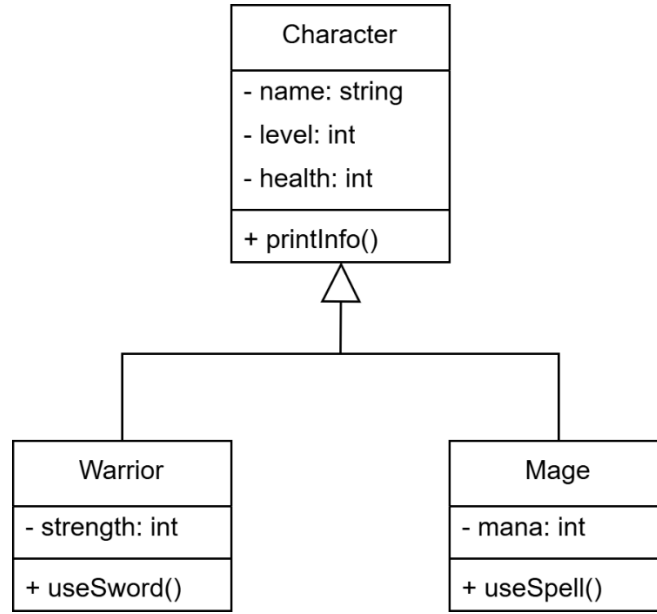 Character
- name: string
- level: int
- health: int
+ printInfo()
Warrior
- strength: int
+ useSword()
Mage
- mana: int
+ useSpell()